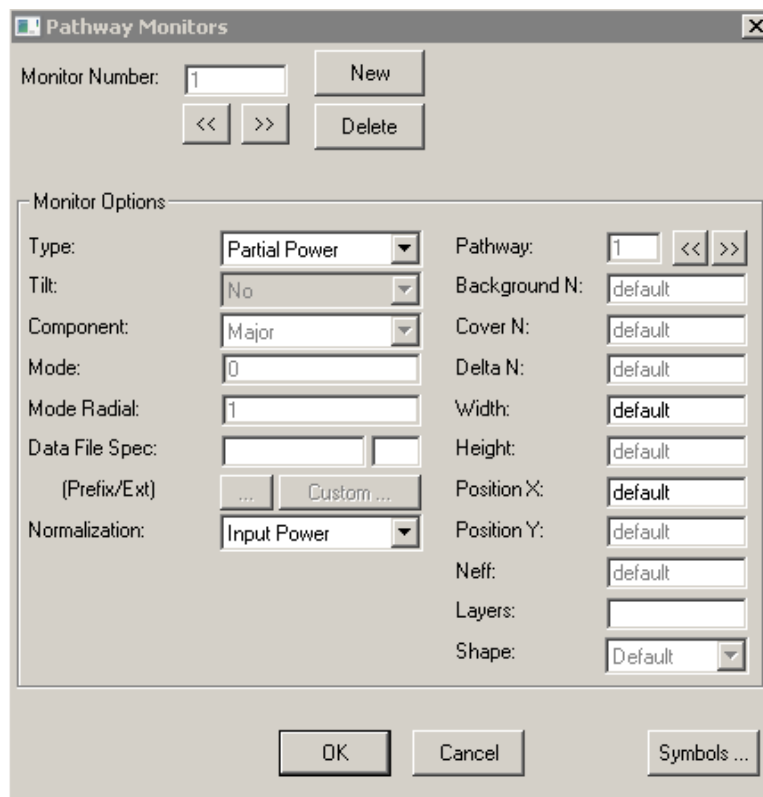 Pathway Monitors
Monitor Number: 1 New
<< >> Delete
Monitor Options
Type: Partial Power Pathway: 1 << >>
Tilt: No Background N: default
Component: Major Cover N: default
Mode: 0 Delta N: default
Mode Radial: 1 Width: default
Data File Spec: Height: default
(Prefix/Ext) ... Custom ... Position X: default
Normalization: Input Power Position Y: default
Neff: default
Layers:
Shape: Default
OK Cancel Symbols ...